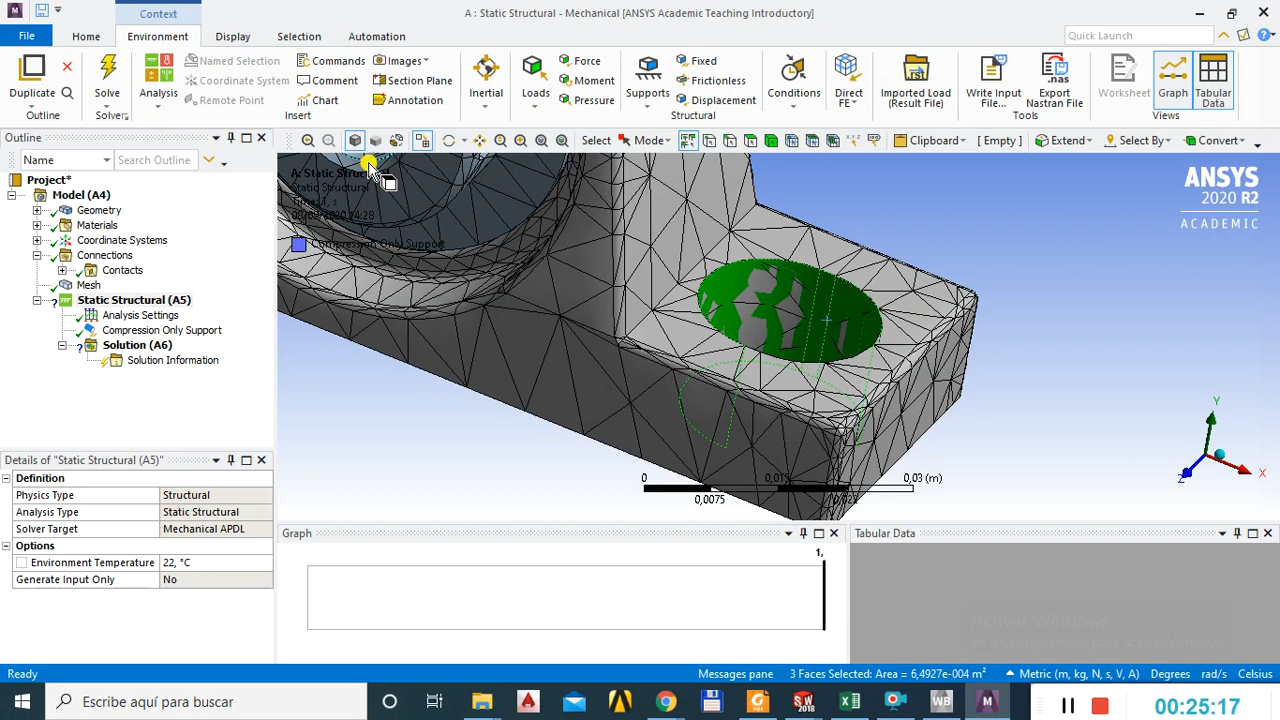 Context
A : Static Structural - Mechanical [ANSYS Academic Teaching Introductory]
File Home Environment Display Selection Automation Quick Launch
Duplicate
Outline
Solve
Solvers
Analysis
Named Selection
Coordinate System
Remote Point
Commands
Comment
Chart
Images
Section Plane
Annotation
Insert
Inertial
Loads
Force
Moment
Pressure
Supports
Fixed
Frictionless
Displacement
Conditions
Direct FE
Structural
Imported Load (Result File)
Write Input File...
Export Nastran File
Tools
Worksheet
Graph
Tabular Data
Views
Select Mode Clipboard [ Empty ] Extend Select By Convert
Outline
Name Search Outline
Project*
Model (A4)
Geometry
Materials
Coordinate Systems
Connections
Contacts
Mesh
Static Structural (A5)
Analysis Settings
Compression Only Support
Solution (A6)
Solution Information
Details of "Static Structural (A5)"
Definition
Physics Type Structural
Analysis Type Static Structural
Solver Target Mechanical APDL
Options
Environment Temperature 22, °C
Generate Input Only No
Static Structural
Compression Only Support
ANSYS
2020 R2
ACADEMIC
Y
X
Z
0 0,03 (m)
0,0075
Graph
1,
Tabular Data
Activar Windows
Ready Messages pane 3 Faces Selected: Area = 6,4927e-004 m² Metric (m, kg, N, s, V, A) Degrees rad/s Celsius
Escribe aquí para buscar
00:25:17